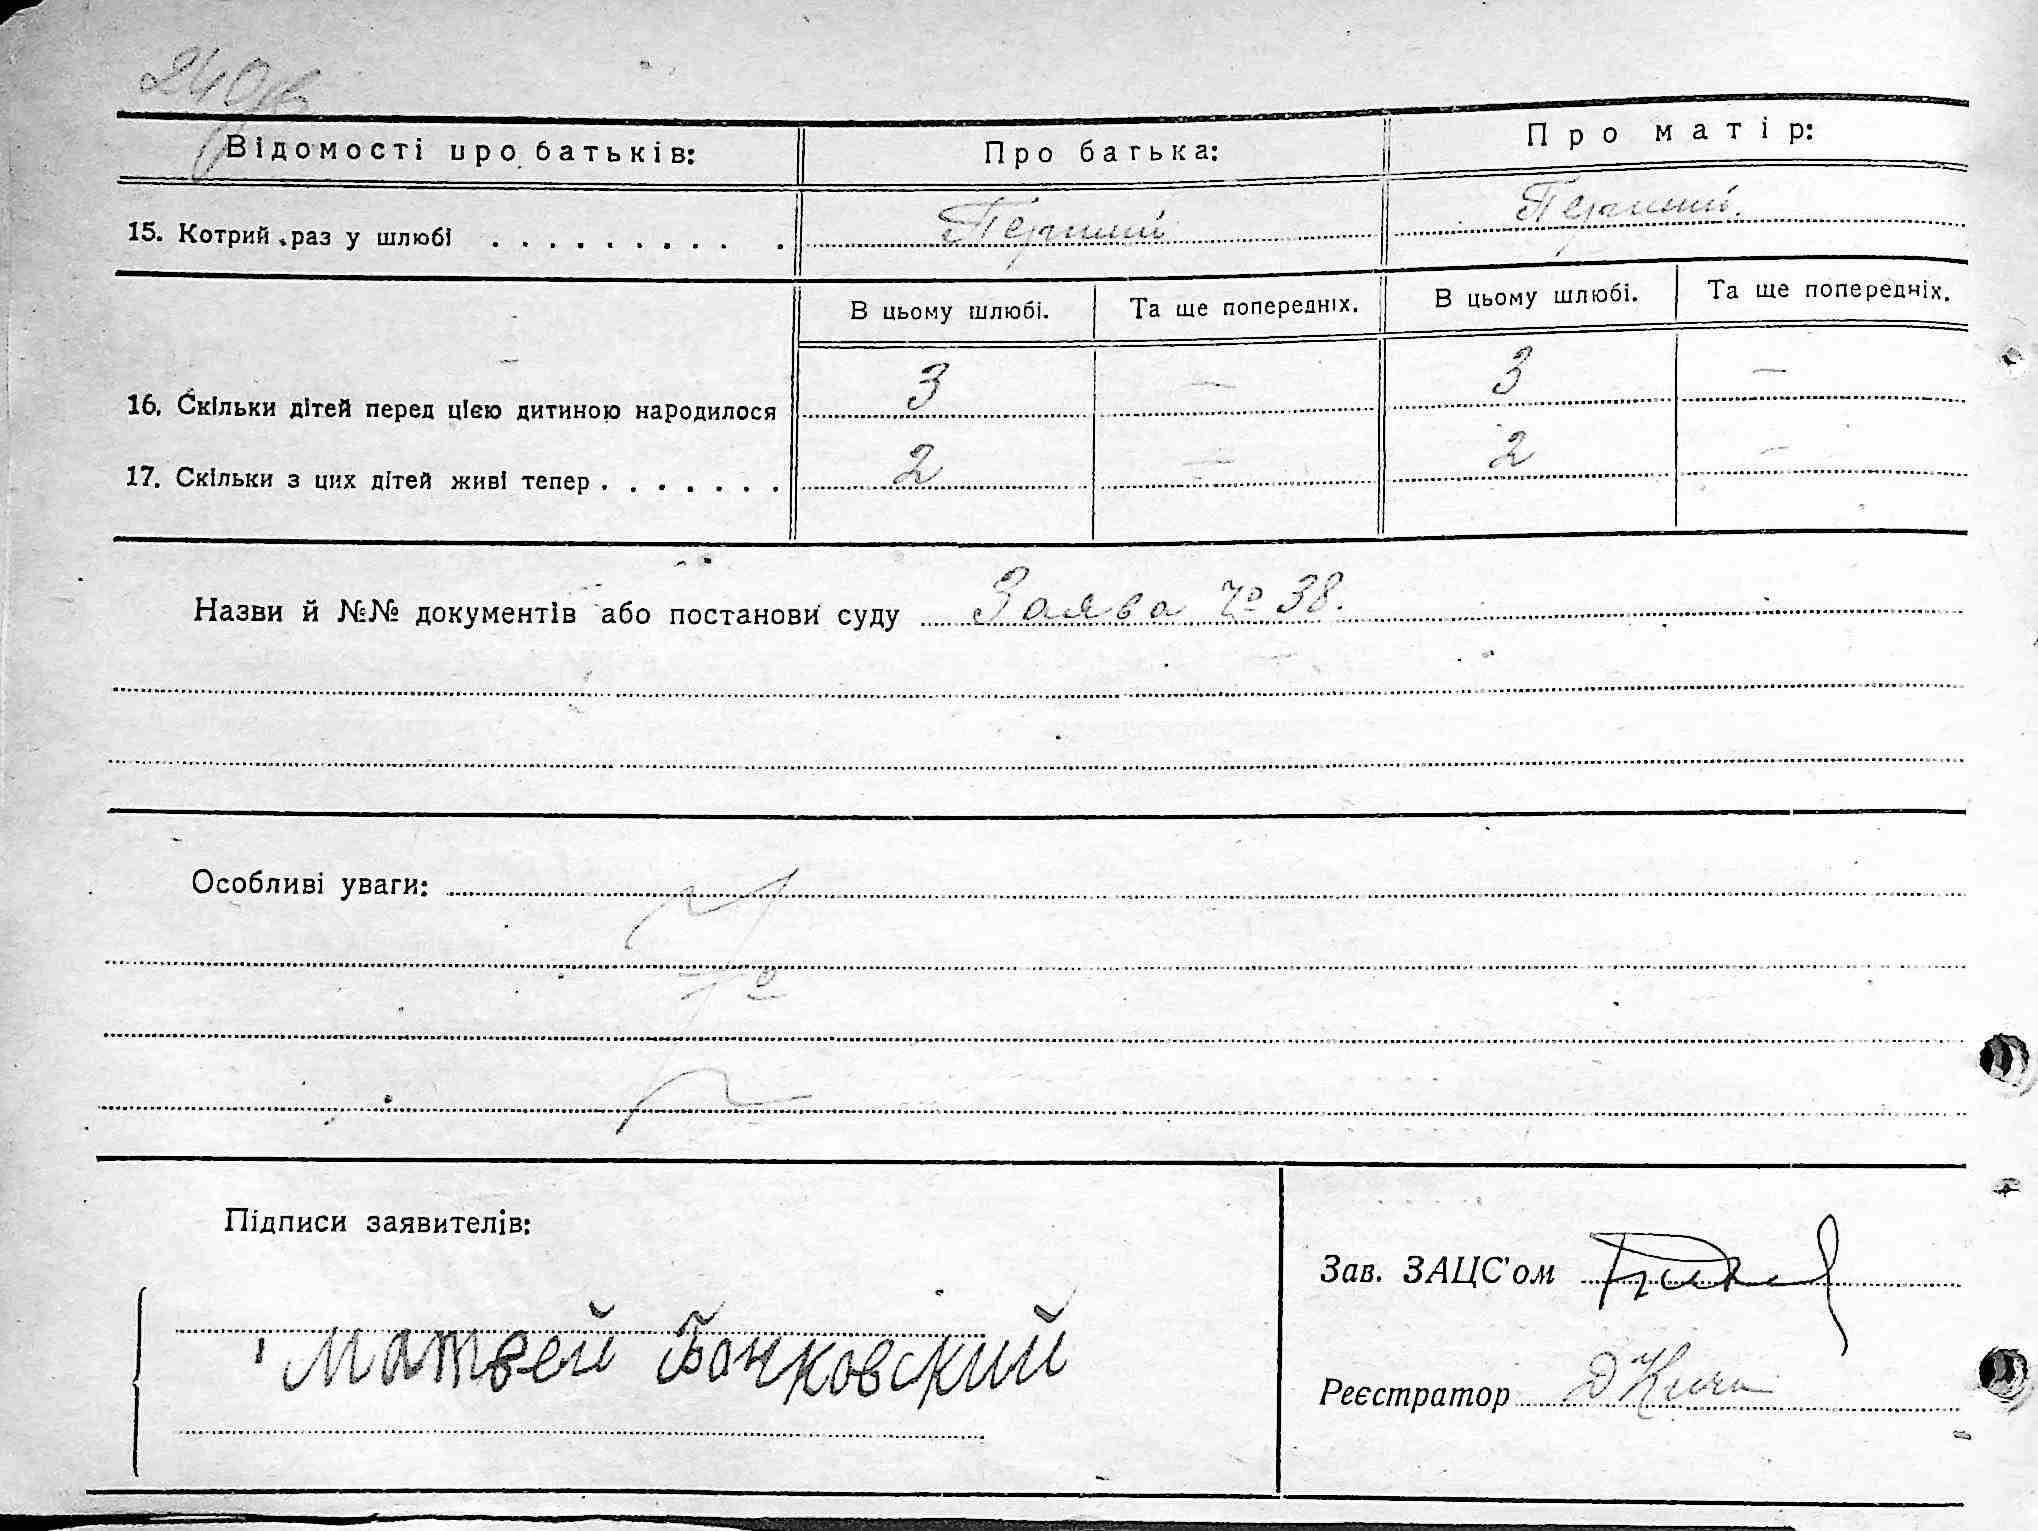 Відомості про батьків: Про батька: Про матір:
15. Котрий раз у шлюбі . . . . . . . . . . Перший Перший.
В цьому шлюбі. Та ще попередніх. В цьому шлюбі. Та ще попередніх.
16. Скільки дітей перед цією дитиною народилося 3 — 3 —
17. Скільки з цих дітей живі тепер . . . . . . . 2 — 2 —
Назви й №№ документів або постанови суду Заява № 38.
Особливі уваги:
Підписи заявителів:
Зав. ЗАЦС'ом
Матвей Бонковский
Реєстратор